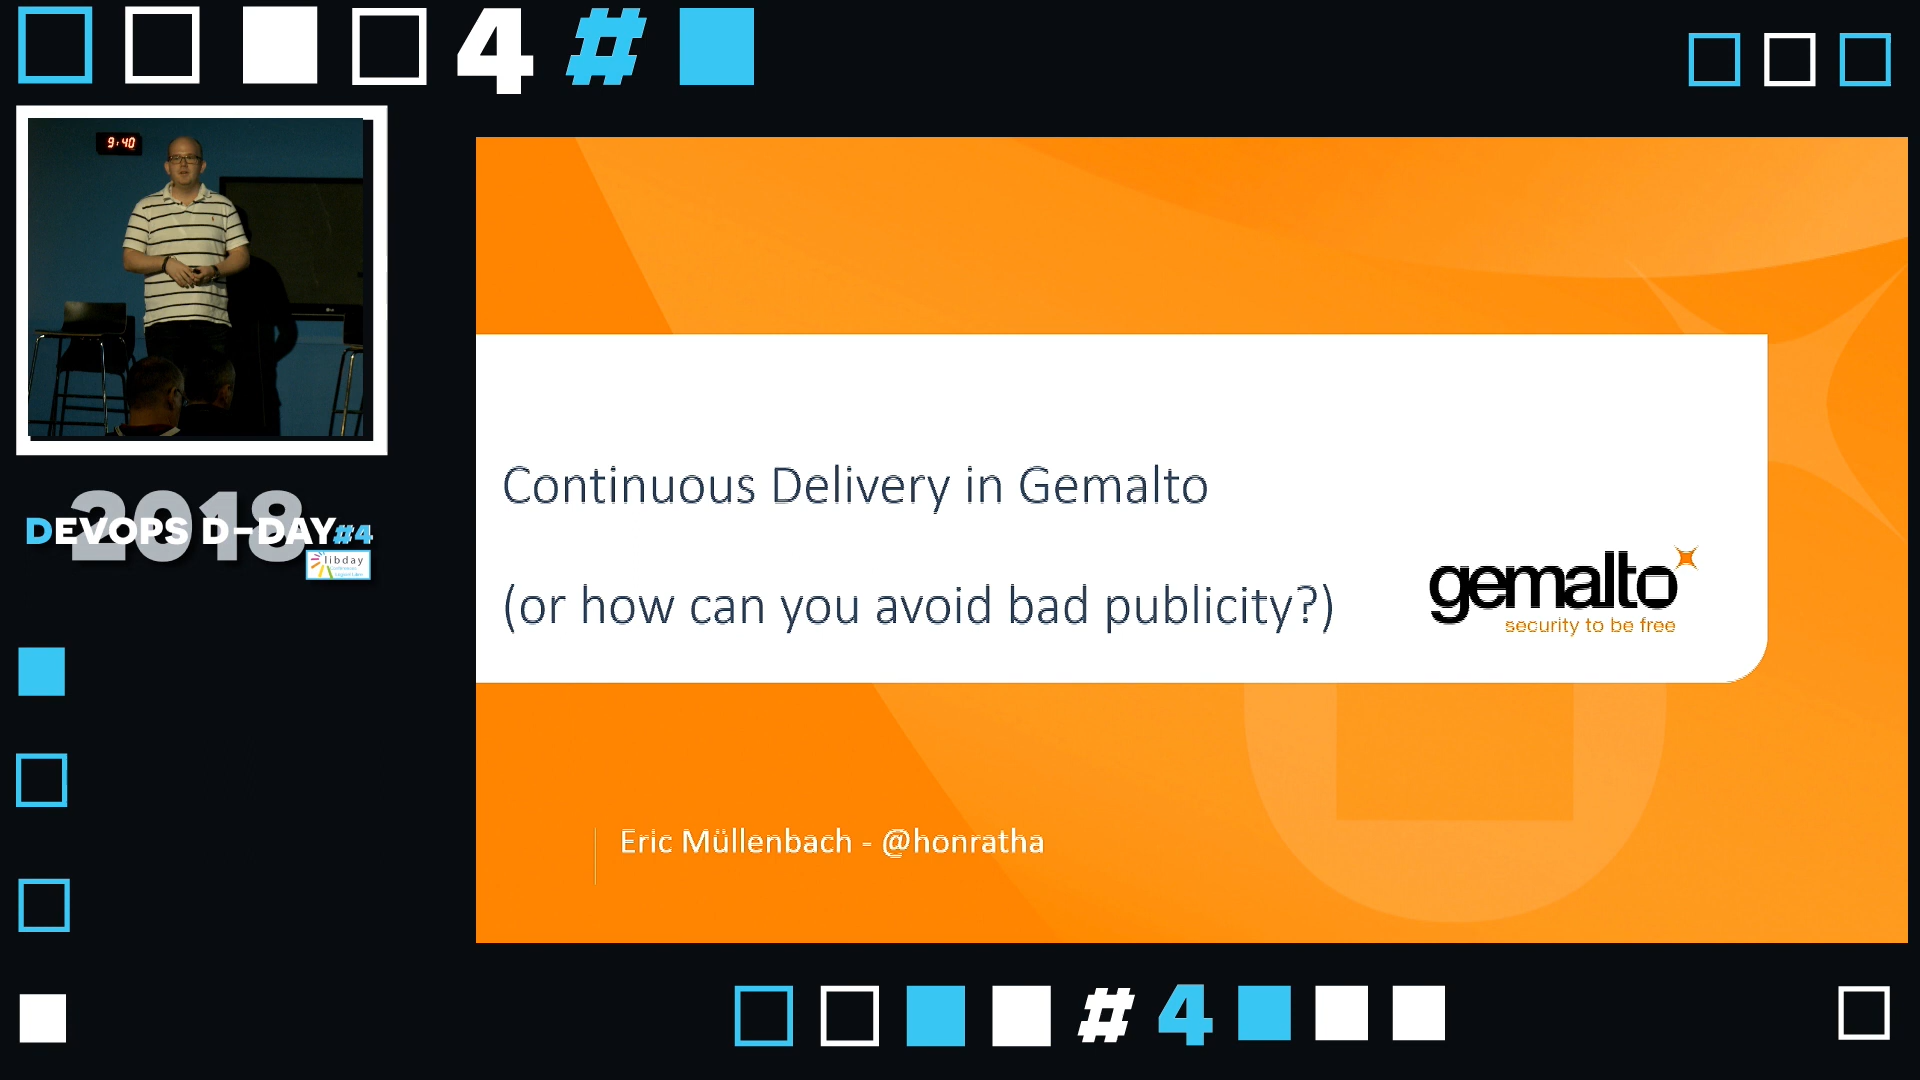 4 #
9:40
Continuous Delivery in Gemalto
(or how can you avoid bad publicity?)
gemalto
security to be free
2018
DEVOPS D-DAY #4
libday
Eric Müllenbach - @honratha
# 4